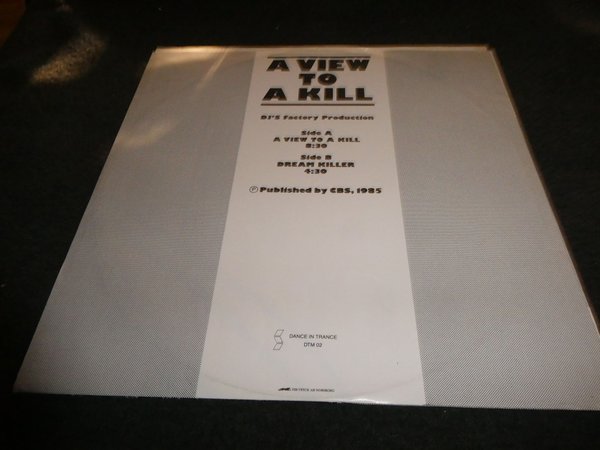 A VIEW
TO
A KILL
DJ'S Factory Production
Side A
A VIEW TO A KILL
8:30
Side B
DREAM KILLER
4:30
℗ Published by CBS, 1985
DANCE IN TRANCE
DTM 02